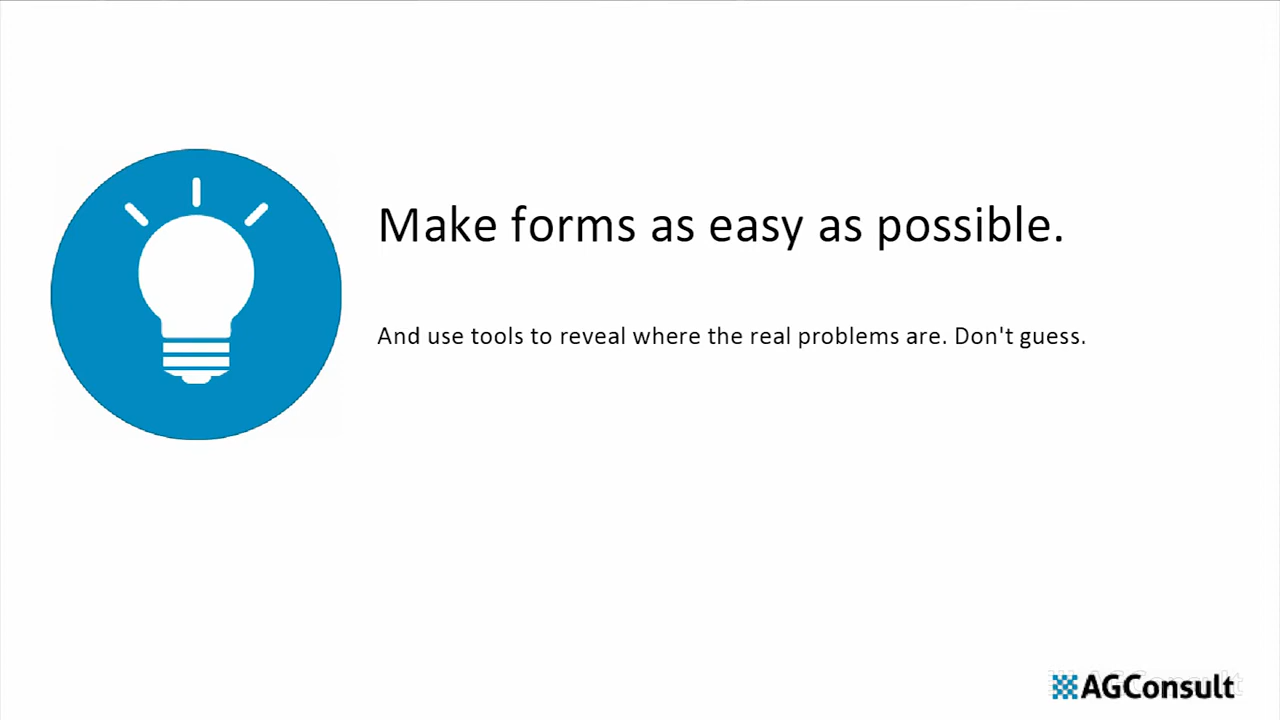 Make forms as easy as possible.
And use tools to reveal where the real problems are. Don't guess.
AGConsult